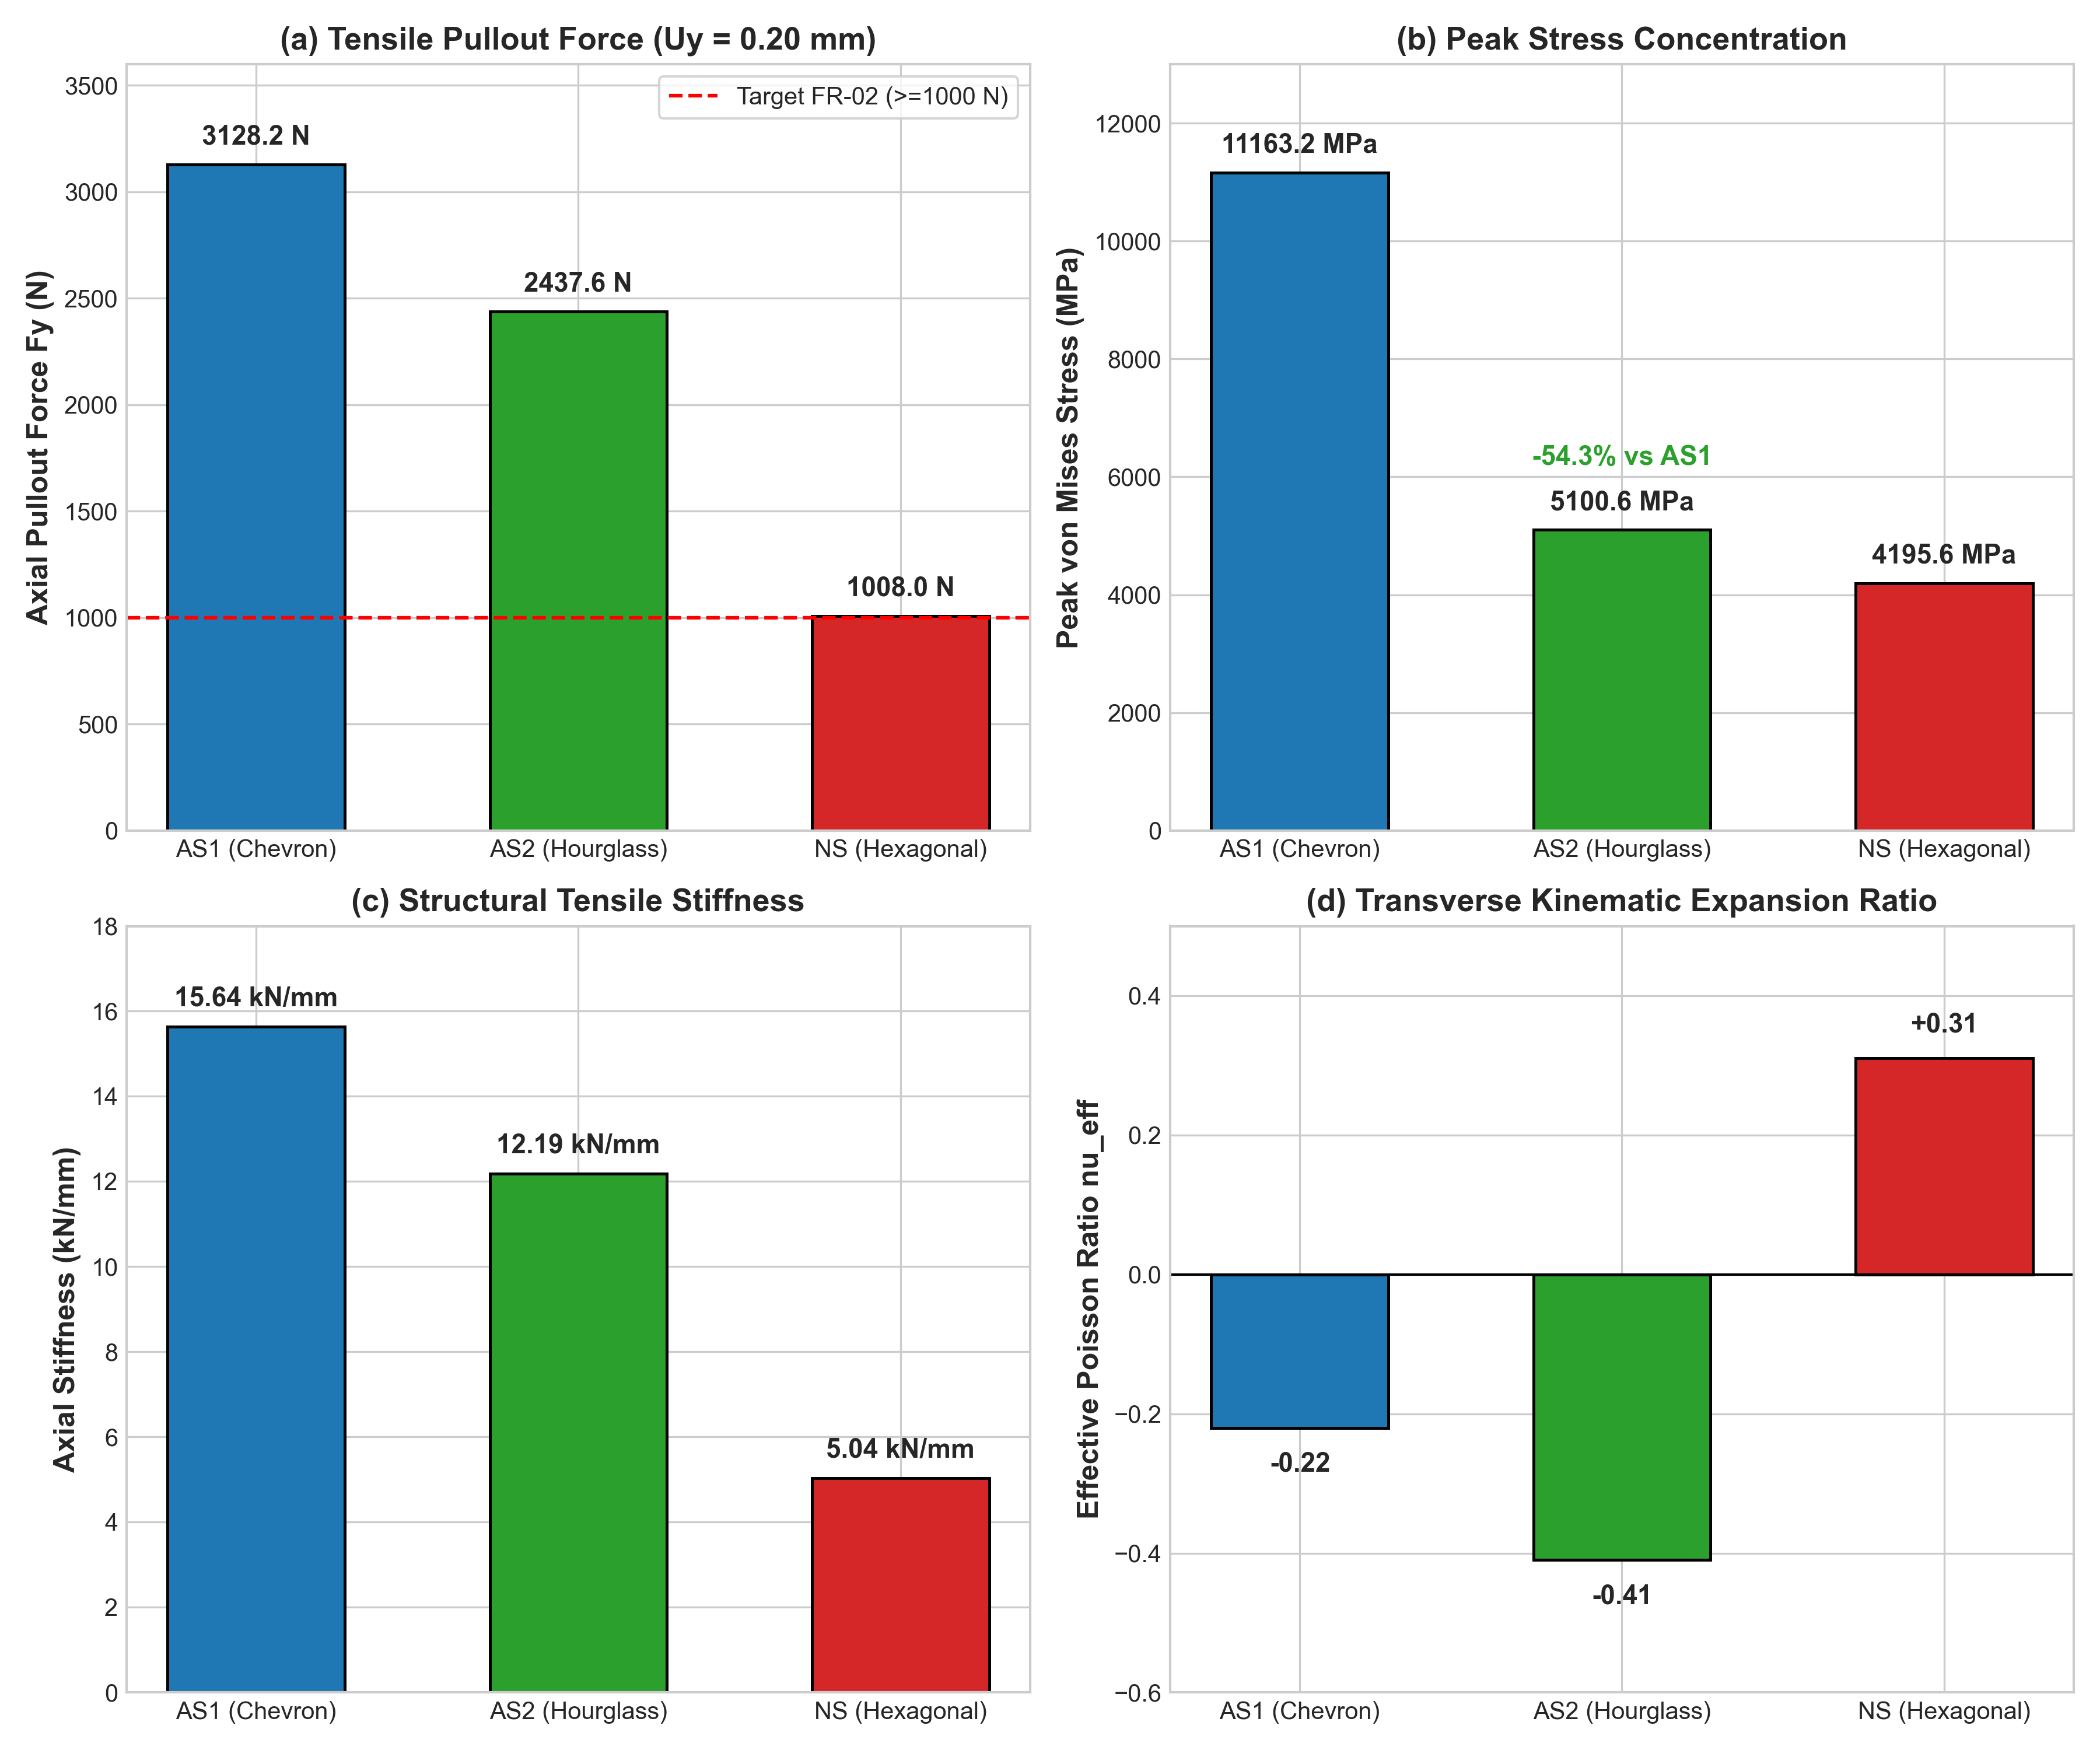 (a) Tensile Pullout Force (Uy = 0.20 mm)
Axial Pullout Force Fy (N)
3500
3000
2500
2000
1500
1000
500
0
Target FR-02 (>=1000 N)
3128.2 N
2437.6 N
1008.0 N
AS1 (Chevron)
AS2 (Hourglass)
NS (Hexagonal)
(b) Peak Stress Concentration
Peak von Mises Stress (MPa)
12000
10000
8000
6000
4000
2000
0
11163.2 MPa
-54.3% vs AS1
5100.6 MPa
4195.6 MPa
AS1 (Chevron)
AS2 (Hourglass)
NS (Hexagonal)
(c) Structural Tensile Stiffness
Axial Stiffness (kN/mm)
18
16
14
12
10
8
6
4
2
0
15.64 kN/mm
12.19 kN/mm
5.04 kN/mm
AS1 (Chevron)
AS2 (Hourglass)
NS (Hexagonal)
(d) Transverse Kinematic Expansion Ratio
Effective Poisson Ratio nu_eff
0.4
0.2
0.0
−0.2
−0.4
−0.6
-0.22
-0.41
+0.31
AS1 (Chevron)
AS2 (Hourglass)
NS (Hexagonal)